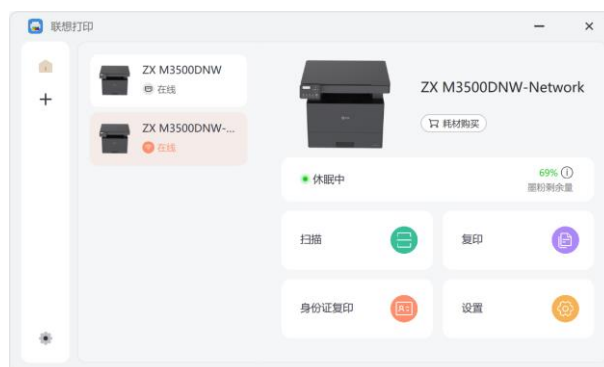 联想打印
ZX M3500DNW
在线
ZX M3500DNW-...
在线
ZX M3500DNW-Network
耗材购买
休眠中
69%
墨粉剩余量
扫描
复印
身份证复印
设置